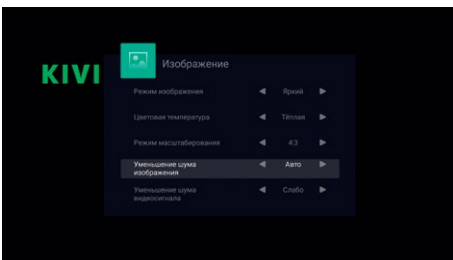 KIVI
Изображение
Режим изображения ◀ Яркий ▶
Цветовая температура ◀ Тёплая ▶
Режим масштабирования ◀ 4:3 ▶
Уменьшение шума ◀ Авто ▶
изображения
Уменьшение шума ◀ Слабо ▶
видеосигнала